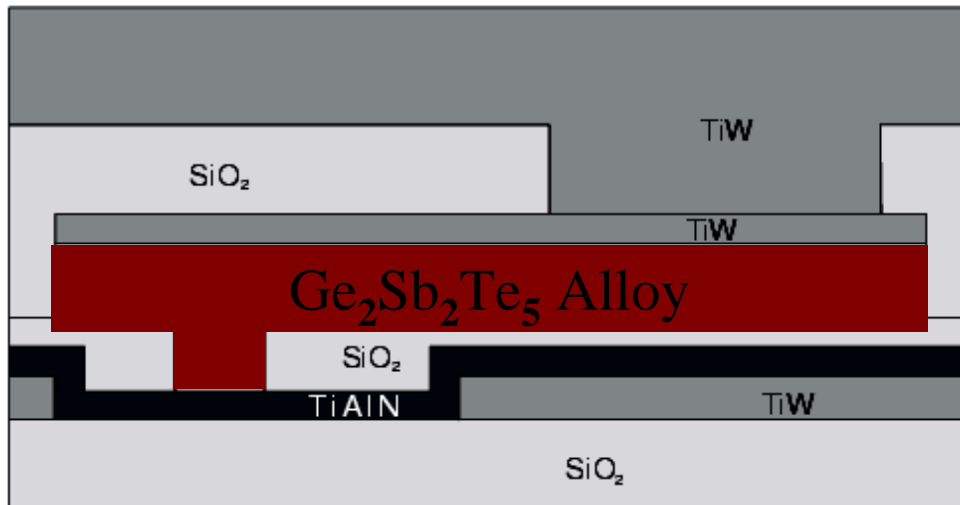 TiW
SiO₂
TiW
Ge₂Sb₂Te₅ Alloy
SiO₂
TiAlN
TiW
SiO₂